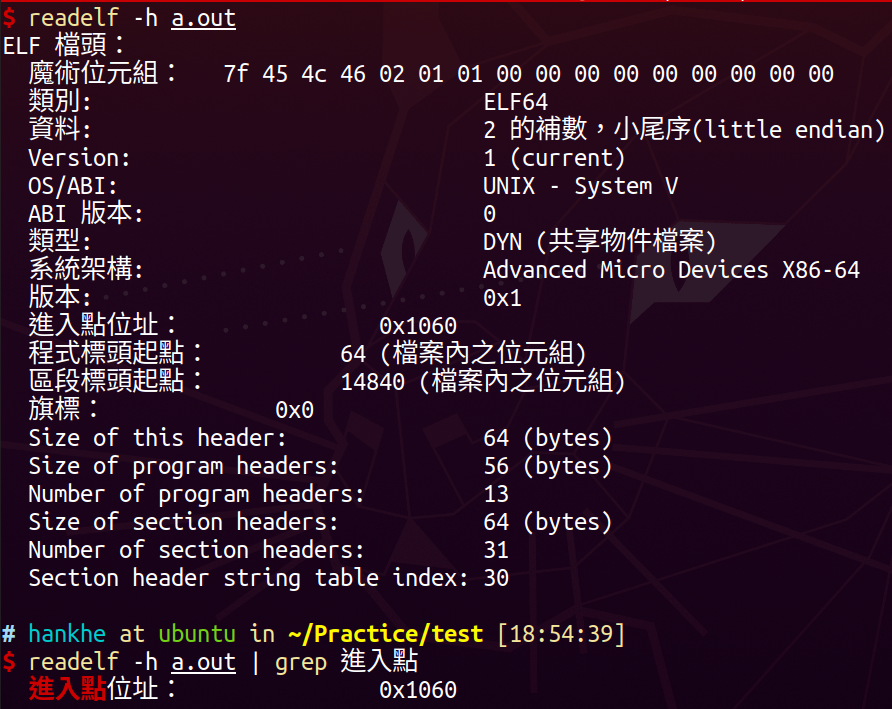 $ readelf -h a.out
ELF 檔頭：
  魔術位元組：   7f 45 4c 46 02 01 01 00 00 00 00 00 00 00 00 00
  類別:                              ELF64
  資料:                              2 的補數，小尾序(little endian)
  Version:                           1 (current)
  OS/ABI:                            UNIX - System V
  ABI 版本:                          0
  類型:                              DYN (共享物件檔案)
  系統架構:                          Advanced Micro Devices X86-64
  版本:                              0x1
  進入點位址：               0x1060
  程式標頭起點：          64 (檔案內之位元組)
  區段標頭起點：          14840 (檔案內之位元組)
  旗標：             0x0
  Size of this header:               64 (bytes)
  Size of program headers:           56 (bytes)
  Number of program headers:         13
  Size of section headers:           64 (bytes)
  Number of section headers:         31
  Section header string table index: 30
# hankhe at ubuntu in ~/Practice/test [18:54:39]
$ readelf -h a.out | grep 進入點
  進入點位址：               0x1060